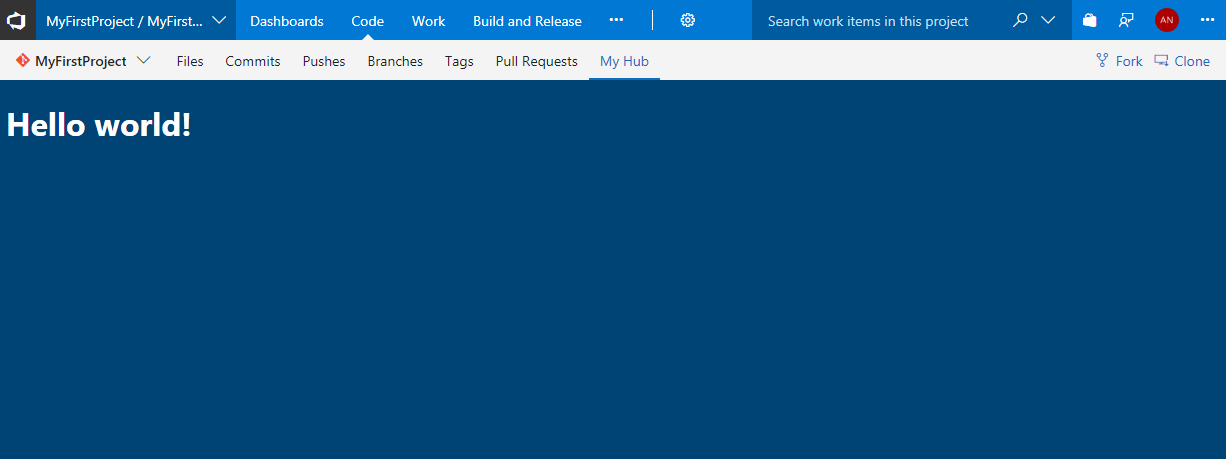 MyFirstProject / MyFirst... Dashboards Code Work Build and Release ... Search work items in this project AN ...
MyFirstProject Files Commits Pushes Branches Tags Pull Requests My Hub Fork Clone
Hello world!